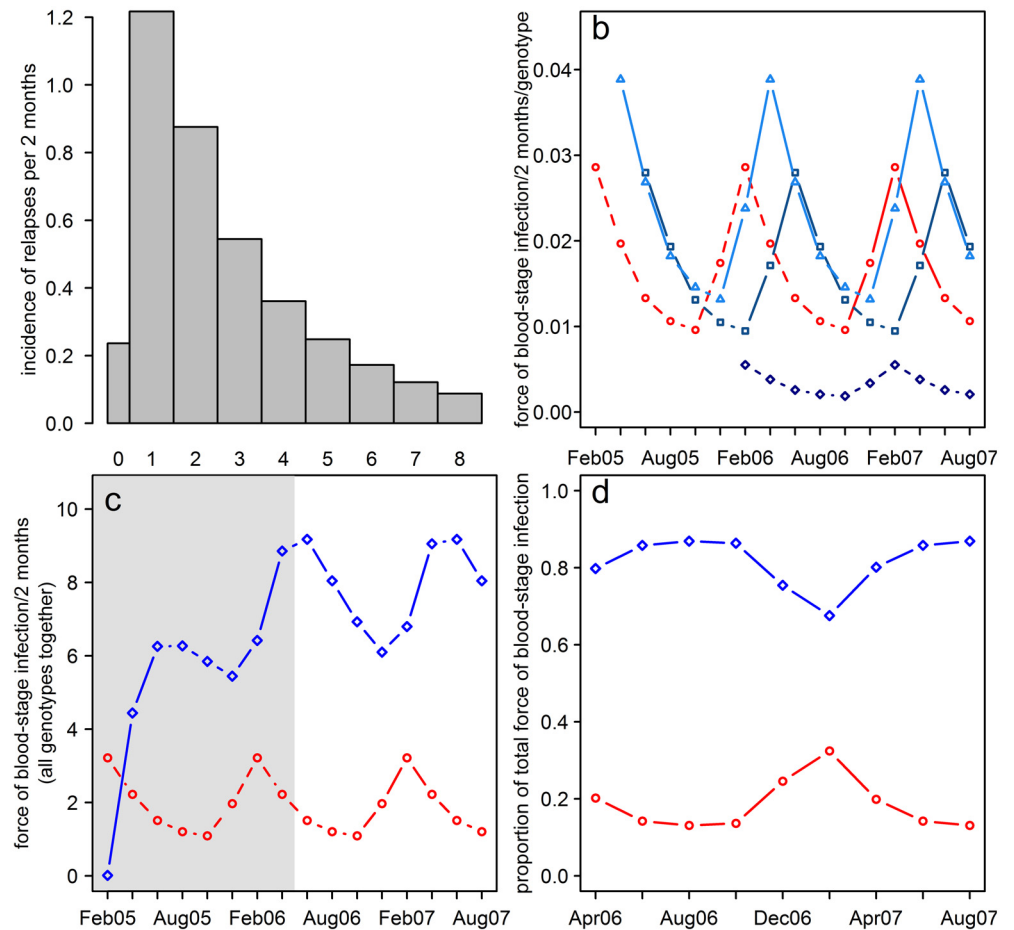 incidence of relapses per 2 months
1.2
1.0
0.8
0.6
0.4
0.2
0.0
0 1 2 3 4 5 6 7 8
b
force of blood-stage infection/2 months/genotype
0.04
0.03
0.02
0.01
0.00
Feb05 Aug05 Feb06 Aug06 Feb07 Aug07
c
force of blood-stage infection/2 months
(all genotypes together)
10
8
6
4
2
0
Feb05 Aug05 Feb06 Aug06 Feb07 Aug07
d
proportion of total force of blood-stage infection
1.0
0.8
0.6
0.4
0.2
0.0
Apr06 Aug06 Dec06 Apr07 Aug07